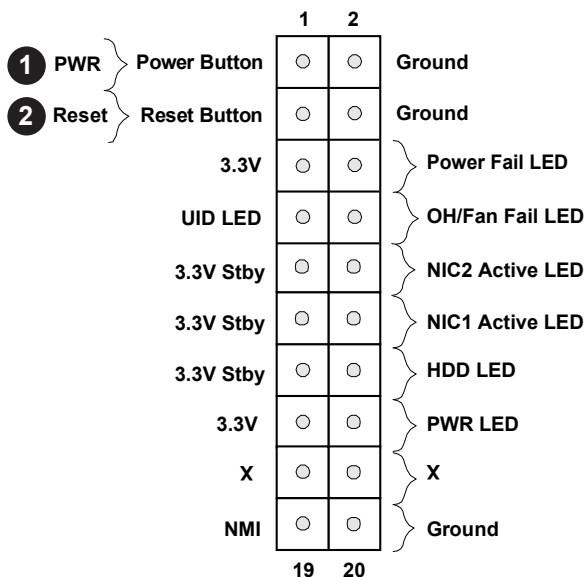 1 2
1 PWR Power Button Ground
2 Reset Reset Button Ground
3.3V Power Fail LED
UID LED OH/Fan Fail LED
3.3V Stby NIC2 Active LED
3.3V Stby NIC1 Active LED
3.3V Stby HDD LED
3.3V PWR LED
X X
NMI Ground
19 20